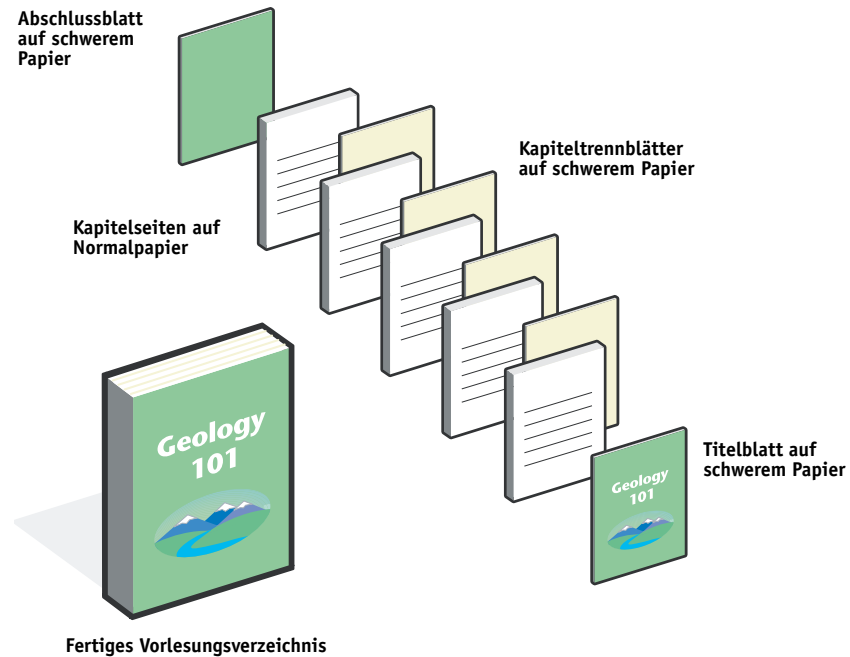 Abschlussblatt
auf schwerem
Papier
Kapiteltrennblätter
auf schwerem Papier
Kapitelseiten auf
Normalpapier
Geology
101
Titelblatt auf
schwerem Papier
Geology
101
Fertiges Vorlesungsverzeichnis